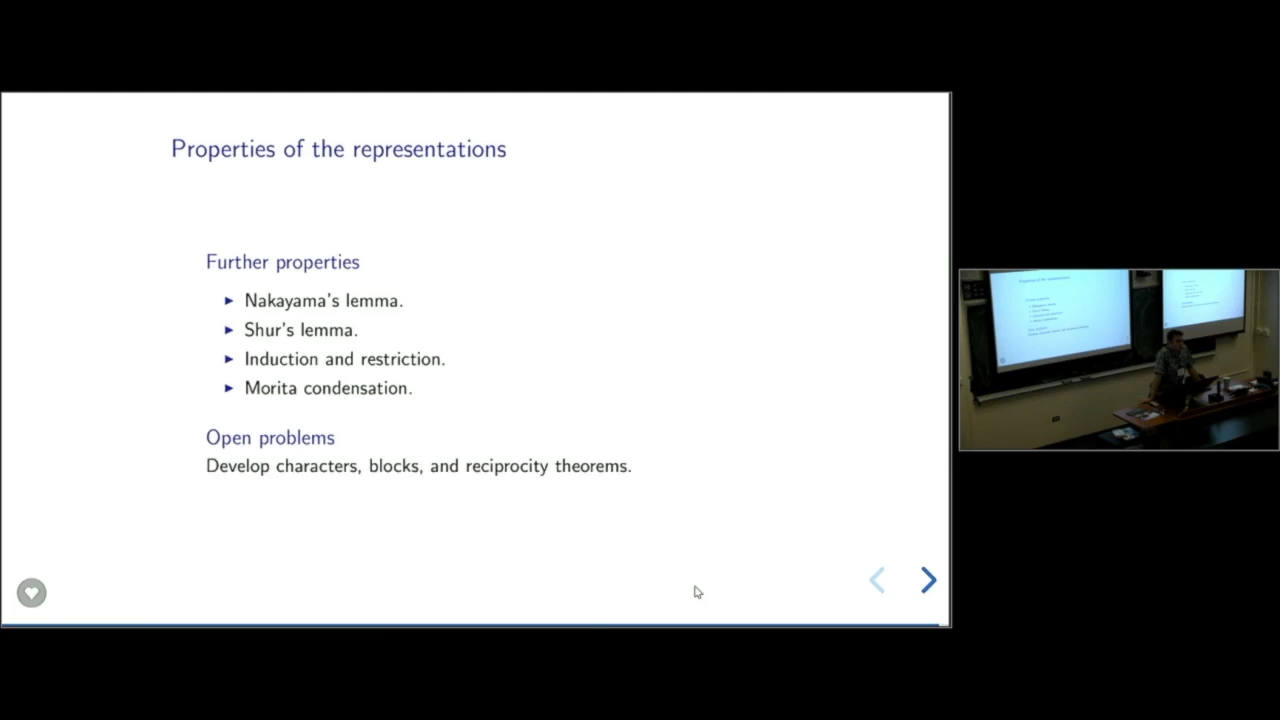 Properties of the representations
Further properties
▶ Nakayama's lemma.
▶ Shur's lemma.
▶ Induction and restriction.
▶ Morita condensation.
Open problems
Develop characters, blocks, and reciprocity theorems.